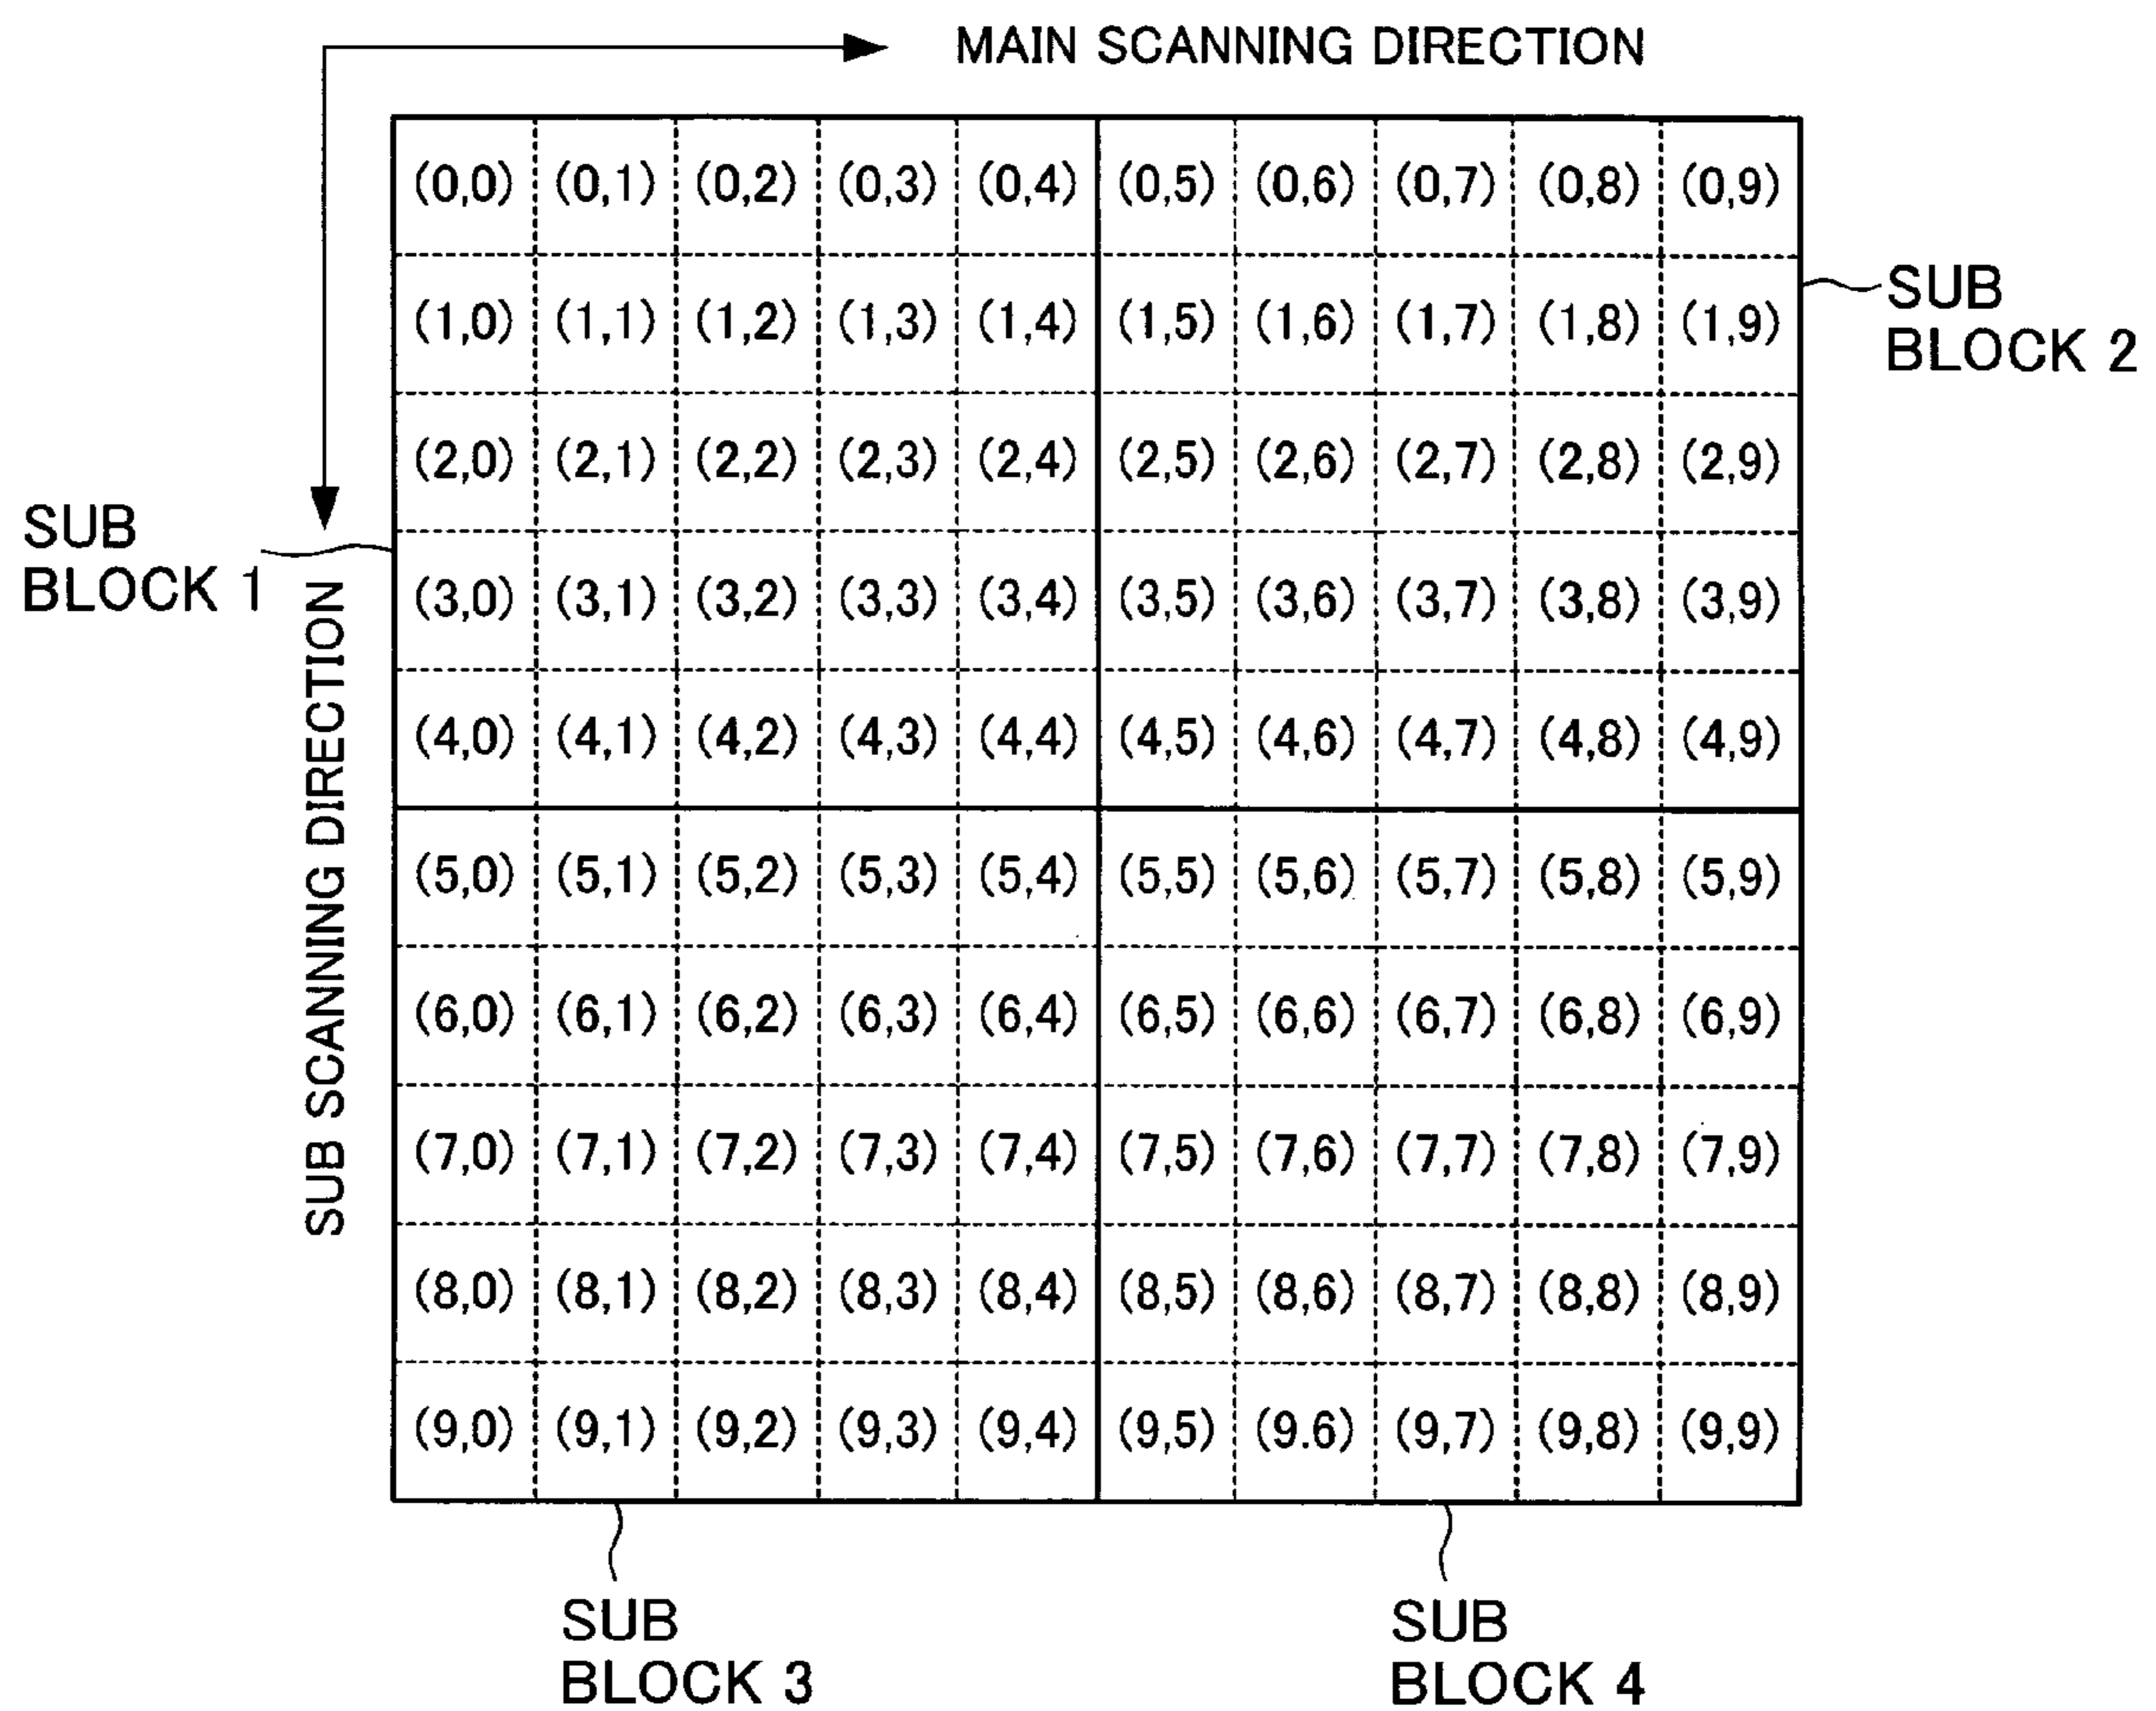 MAIN SCANNING DIRECTION
(0,0) (0,1) (0,2) (0,3) (0,4) (0,5) (0,6) (0,7) (0,8) (0,9)
(1,0) (1,1) (1,2) (1,3) (1,4) (1,5) (1,6) (1,7) (1,8) (1,9)
SUB
BLOCK 2
(2,0) (2,1) (2,2) (2,3) (2,4) (2,5) (2,6) (2,7) (2,8) (2,9)
SUB
BLOCK 1
(3,0) (3,1) (3,2) (3,3) (3,4) (3,5) (3,6) (3,7) (3,8) (3,9)
(4,0) (4,1) (4,2) (4,3) (4,4) (4,5) (4,6) (4,7) (4,8) (4,9)
SUB SCANNING DIRECTION
(5,0) (5,1) (5,2) (5,3) (5,4) (5,5) (5,6) (5,7) (5,8) (5,9)
(6,0) (6,1) (6,2) (6,3) (6,4) (6,5) (6,6) (6,7) (6,8) (6,9)
(7,0) (7,1) (7,2) (7,3) (7,4) (7,5) (7,6) (7,7) (7,8) (7,9)
(8,0) (8,1) (8,2) (8,3) (8,4) (8,5) (8,6) (8,7) (8,8) (8,9)
(9,0) (9,1) (9,2) (9,3) (9,4) (9,5) (9.6) (9,7) (9,8) (9,9)
SUB
BLOCK 3
SUB
BLOCK 4